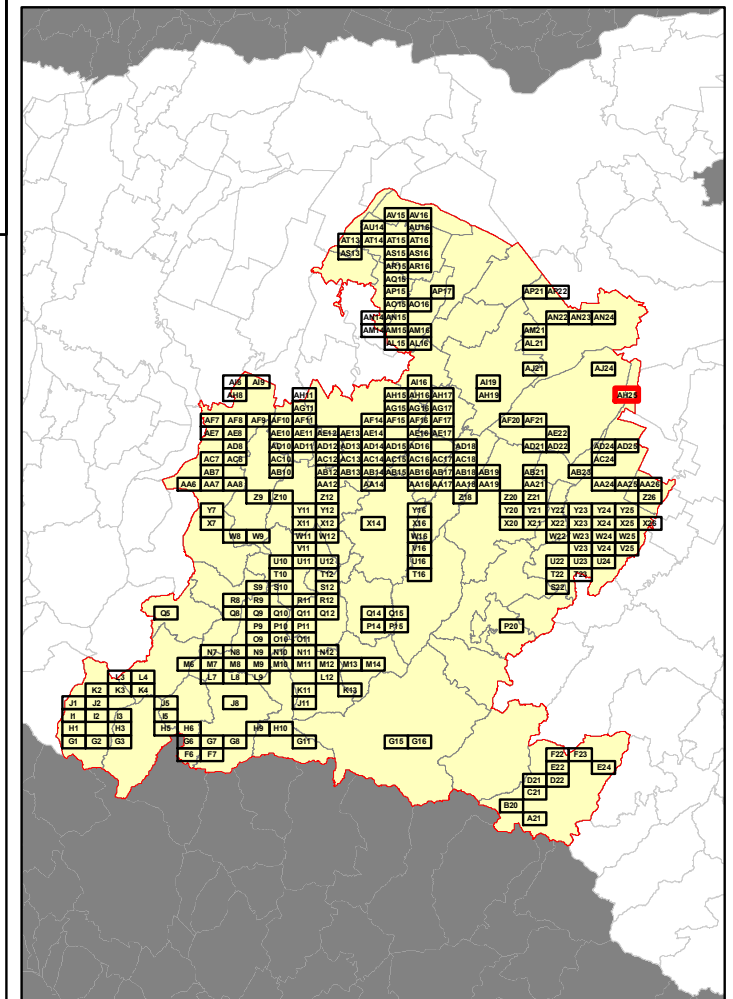 AV15 AV16
AU14 AU16
AT13 AT14 AT15 AT16
AS13 AS15 AS16
AR15 AR16
AQ15
AP15 AP17 AP21 AP22
AO15 AO16
AN14 AN15 AN22 AN23 AN24
AM14 AM15 AM16 AM21
AL15 AL16 AL21
AJ21 AJ24
AI8 AI9 AI16 AI19
AH8 AH11 AH15 AH16 AH17 AH19 AH25
AG11 AG15 AG16 AG17
AF7 AF8 AF9 AF10 AF11 AF14 AF15 AF16 AF17 AF20 AF21
AE7 AE8 AE10 AE11 AE12 AE13 AE14 AE16 AE17 AE22
AD8 AD10 AD11 AD12 AD13 AD14 AD15 AD16 AD18 AD21 AD22 AD24 AD25
AC7 AC8 AC10 AC12 AC13 AC14 AC15 AC16 AC17 AC18 AC24
AB7 AB10 AB12 AB13 AB14 AB15 AB16 AB17 AB18 AB19 AB21 AB23
AA6 AA7 AA8 AA12 AA14 AA16 AA17 AA18 AA19 AA21 AA24 AA25 AA26
Z9 Z10 Z12 Z18 Z20 Z21 Z26
Y7 Y11 Y12 Y16 Y20 Y21 Y22 Y23 Y24 Y25
X7 X11 X12 X14 X16 X20 X21 X22 X23 X24 X25 X26
W8 W9 W11 W12 W16 W22 W23 W24 W25
V11 V16 V23 V24 V25
U10 U11 U12 U16 U22 U23 U24
T10 T12 T16 T22 T23
S9 S10 S12 S22
R8 R9 R11 R12
Q5 Q8 Q9 Q10 Q11 Q12 Q14 Q15
P9 P10 P11 P14 P15 P20
O9 O10 O11
N7 N8 N9 N10 N11 N12
M6 M7 M8 M9 M10 M11 M12 M13 M14
L3 L4 L7 L8 L9 L12
K2 K3 K4 K11 K13
J1 J2 J5 J8 J11
I1 I2 I3 I5
H1 H3 H5 H6 H9 H10
G1 G2 G3 G6 G7 G8 G11 G15 G16
F6 F7 F22 F23
E22 E24
D21 D22
C21
B20
A21